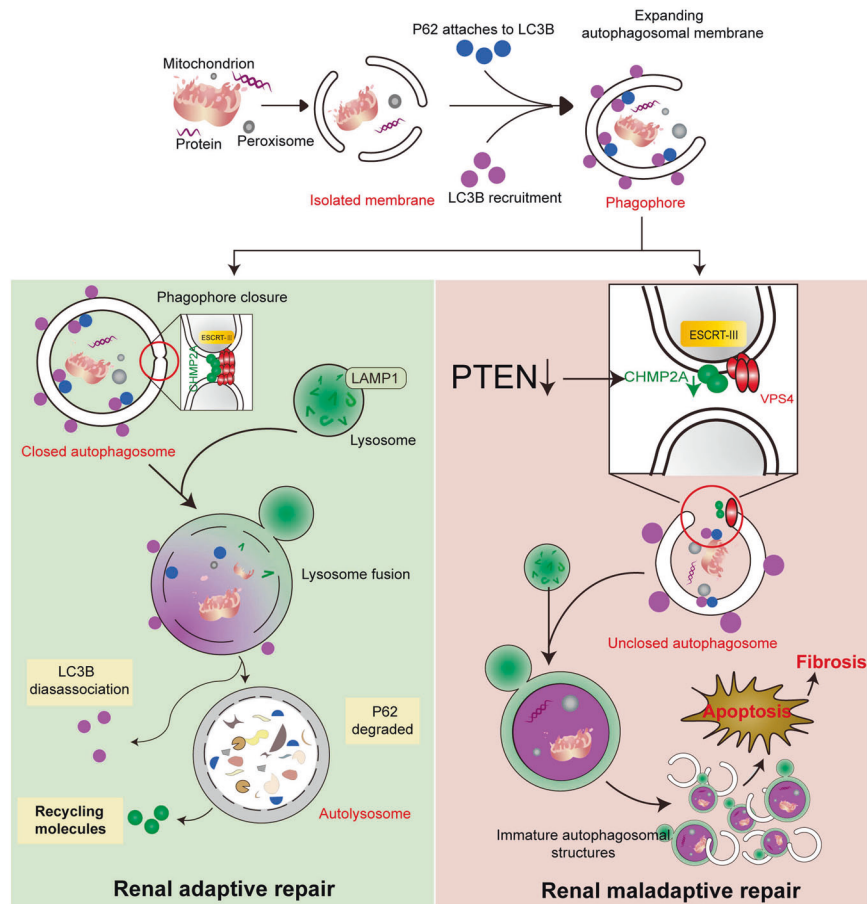 P62 attaches to LC3B
Expanding
autophagosomal membrane
Mitochondrion
Protein
Peroxisome
Isolated membrane
LC3B recruitment
Phagophore
Phagophore closure
ESCRT-III
CHMP2A
LAMP1
Lysosome
Closed autophagosome
Lysosome fusion
LC3B
diasassociation
P62
degraded
Recycling
molecules
Autolysosome
Renal adaptive repair
ESCRT-III
PTEN↓
CHMP2A↓
VPS4
Unclosed autophagosome
Fibrosis
Apoptosis
Immature autophagosomal
structures
Renal maladaptive repair